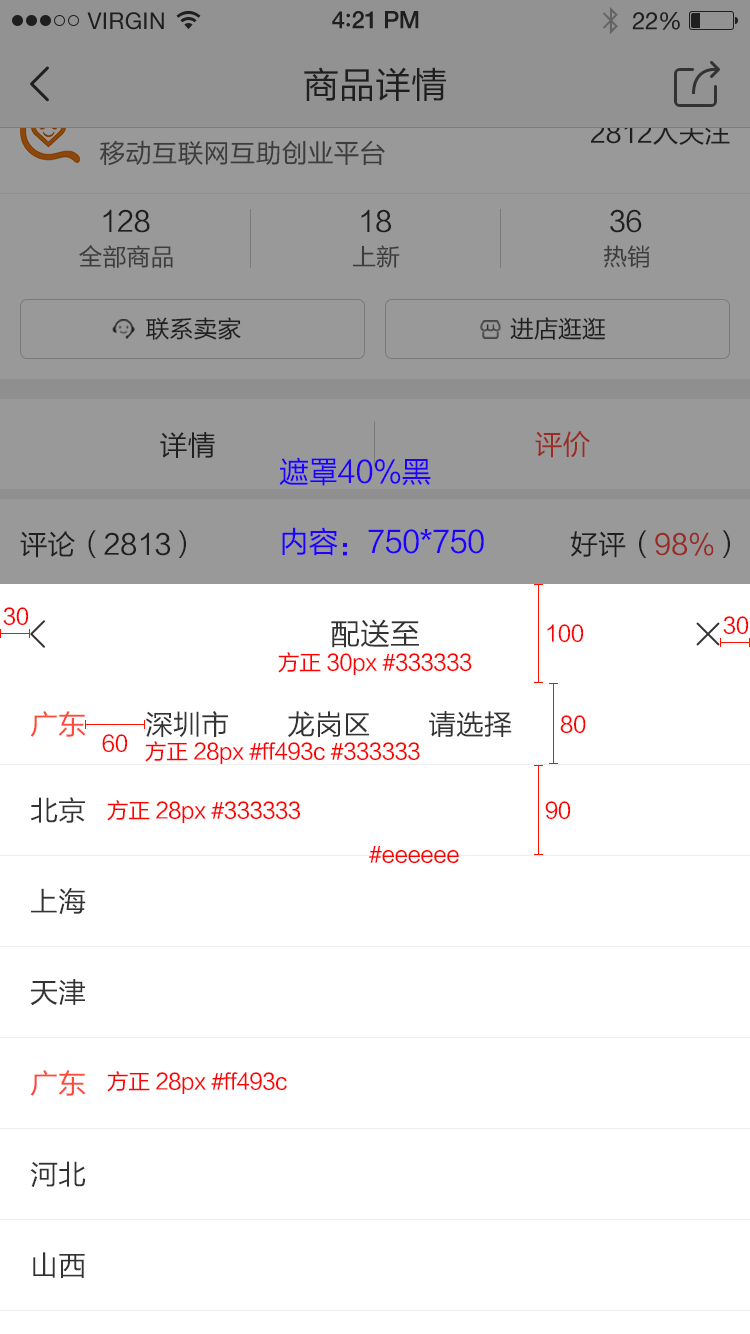 VIRGIN 4:21 PM 22%
商品详情
移动互联网互助创业平台 2812人关注
128 18 36
全部商品 上新 热销
联系卖家 进店逛逛
详情 评价
遮罩40%黑
评论（2813） 内容：750*750 好评（98%）
30 配送至 100 30
方正 30px #333333
广东 深圳市 龙岗区 请选择 80
60 方正 28px #ff493c #333333
北京 方正 28px #333333 90
#eeeeee
上海
天津
广东 方正 28px #ff493c
河北
山西